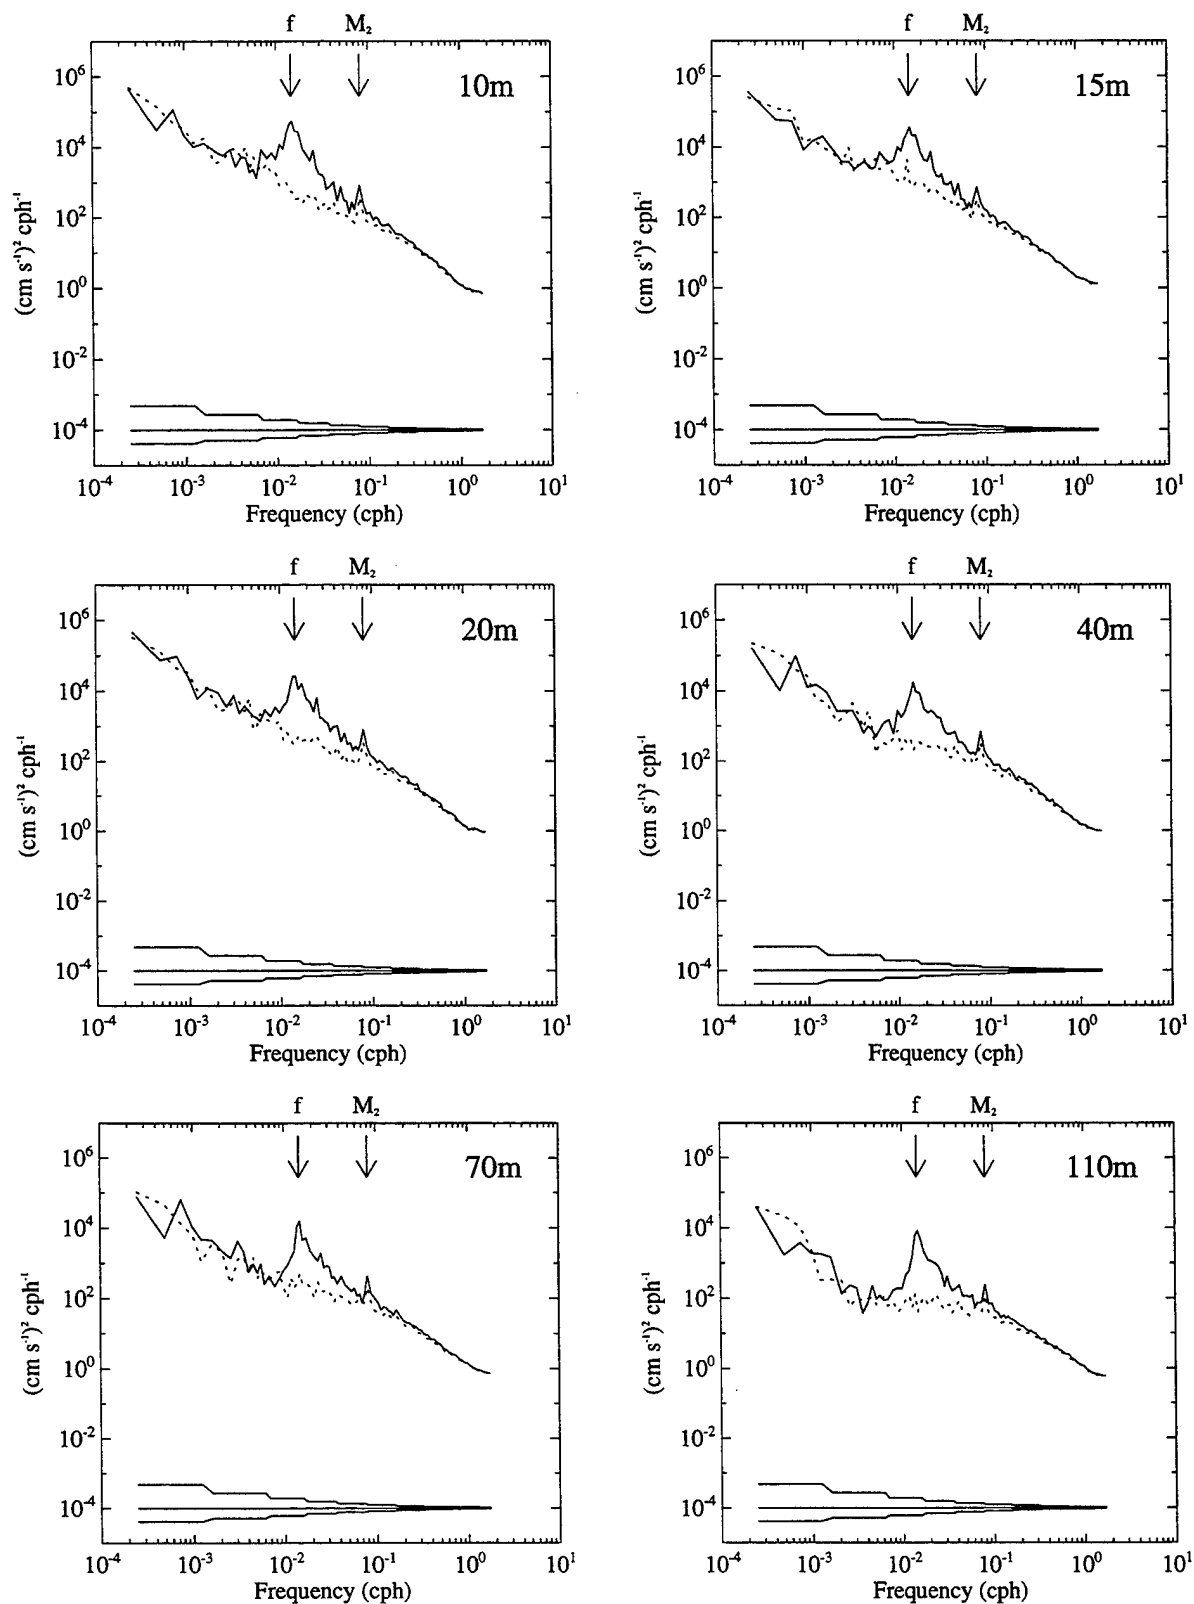 f M₂
10m
10⁶
10⁴
10²
10⁰
10⁻²
10⁻⁴
(cm s⁻¹)² cph⁻¹
10⁻⁴ 10⁻³ 10⁻² 10⁻¹ 10⁰ 10¹
Frequency (cph)
f M₂
15m
10⁶
10⁴
10²
10⁰
10⁻²
10⁻⁴
(cm s⁻¹)² cph⁻¹
10⁻⁴ 10⁻³ 10⁻² 10⁻¹ 10⁰ 10¹
Frequency (cph)
f M₂
20m
10⁶
10⁴
10²
10⁰
10⁻²
10⁻⁴
(cm s⁻¹)² cph⁻¹
10⁻⁴ 10⁻³ 10⁻² 10⁻¹ 10⁰ 10¹
Frequency (cph)
f M₂
40m
10⁶
10⁴
10²
10⁰
10⁻²
10⁻⁴
(cm s⁻¹)² cph⁻¹
10⁻⁴ 10⁻³ 10⁻² 10⁻¹ 10⁰ 10¹
Frequency (cph)
f M₂
70m
10⁶
10⁴
10²
10⁰
10⁻²
10⁻⁴
(cm s⁻¹)² cph⁻¹
10⁻⁴ 10⁻³ 10⁻² 10⁻¹ 10⁰ 10¹
Frequency (cph)
f M₂
110m
10⁶
10⁴
10²
10⁰
10⁻²
10⁻⁴
(cm s⁻¹)² cph⁻¹
10⁻⁴ 10⁻³ 10⁻² 10⁻¹ 10⁰ 10¹
Frequency (cph)